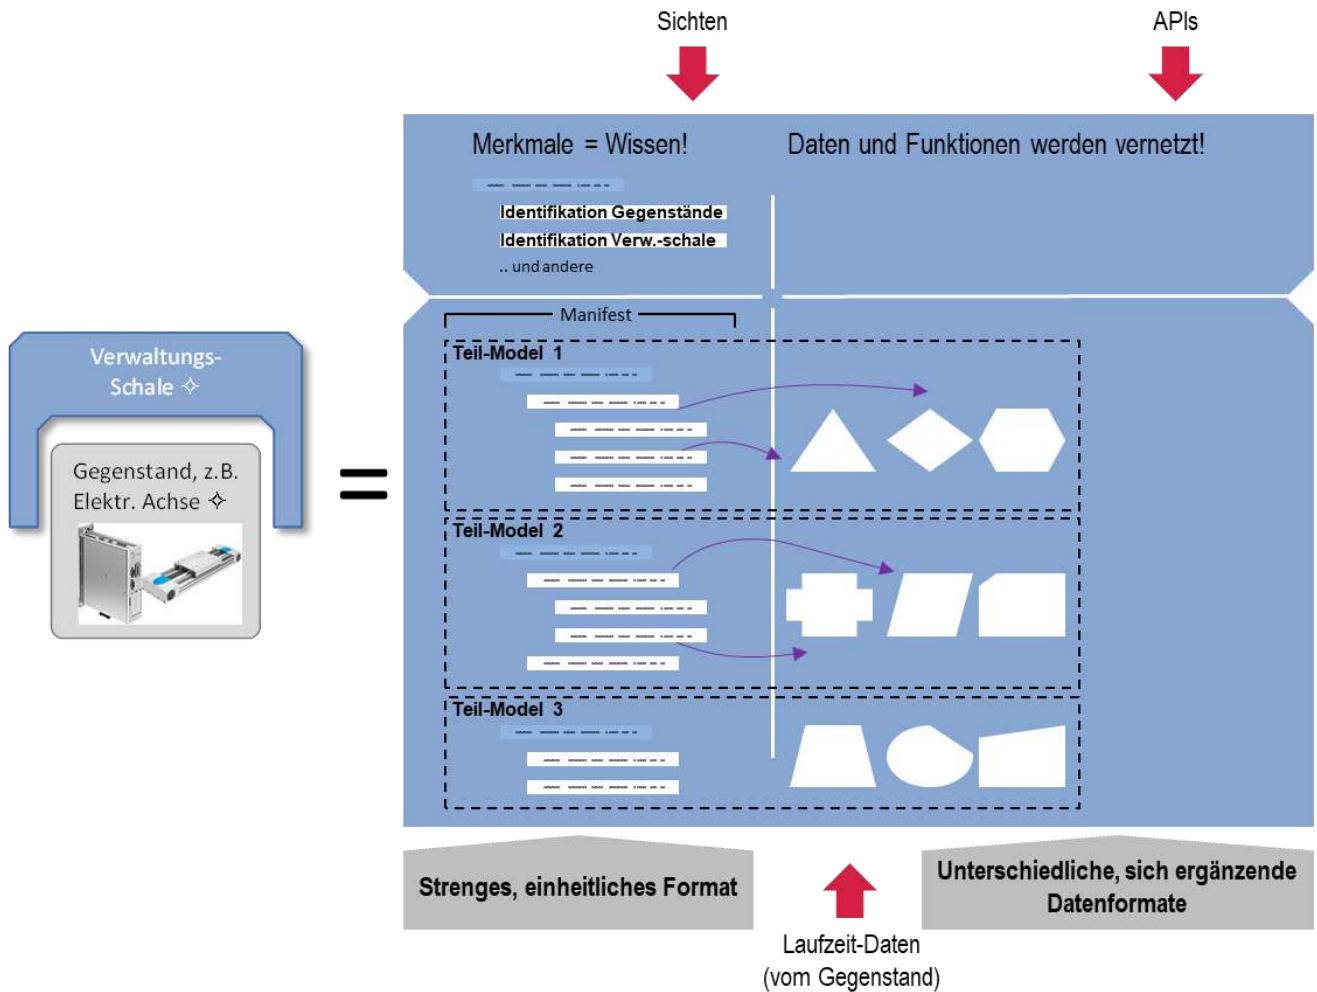 Sichten
APIs
Merkmale = Wissen!
Daten und Funktionen werden vernetzt!
Identifikation Gegenstände
Identifikation Verw.-schale
.. und andere
Manifest
Verwaltungs-
Schale
Gegenstand, z.B.
Elektr. Achse
=
Teil-Model 1
Teil-Model 2
Teil-Model 3
Strenges, einheitliches Format
Unterschiedliche, sich ergänzende
Datenformate
Laufzeit-Daten
(vom Gegenstand)